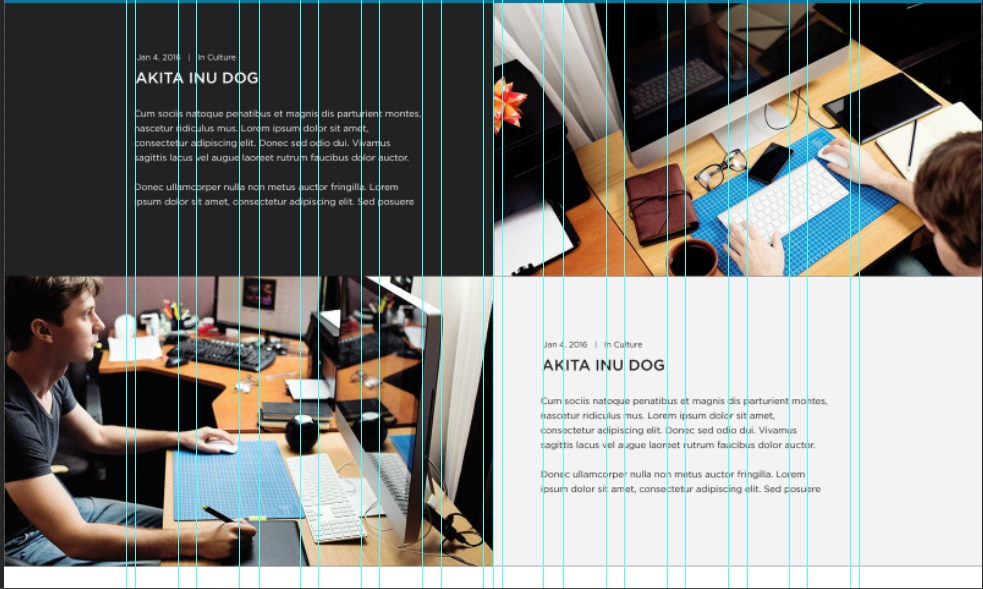 Jan 4, 2016 | In Culture
AKITA INU DOG
Cum sociis natoque penatibus et magnis dis parturient montes,
nascetur ridiculus mus. Lorem ipsum dolor sit amet,
consectetur adipiscing elit. Donec sed odio dui. Vivamus
sagittis lacus vel augue laoreet rutrum faucibus dolor auctor.
Donec ullamcorper nulla non metus auctor fringilla. Lorem
ipsum dolor sit amet, consectetur adipiscing elit. Sed posuere
Jan 4, 2016 | In Culture
AKITA INU DOG
Cum sociis natoque penatibus et magnis dis parturient montes,
nascetur ridiculus mus. Lorem ipsum dolor sit amet,
consectetur adipiscing elit. Donec sed odio dui. Vivamus
sagittis lacus vel augue laoreet rutrum faucibus dolor auctor.
Donec ullamcorper nulla non metus auctor fringilla. Lorem
ipsum dolor sit amet, consectetur adipiscing elit. Sed posuere